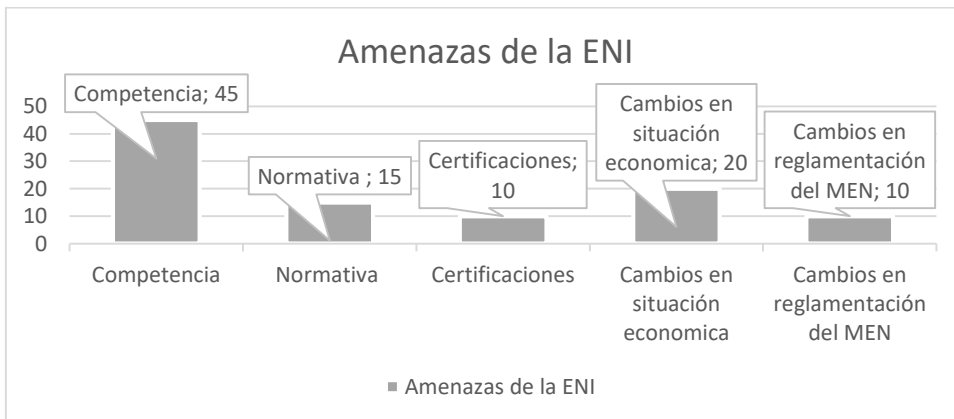 Amenazas de la ENI
50
40
30
20
10
0
Competencia; 45
Normativa ; 15
Certificaciones;
10
Cambios en
situación
economica; 20
Cambios en
reglamentación
del MEN; 10
Competencia
Normativa
Certificaciones
Cambios en
situación
economica
Cambios en
reglamentación
del MEN
Amenazas de la ENI